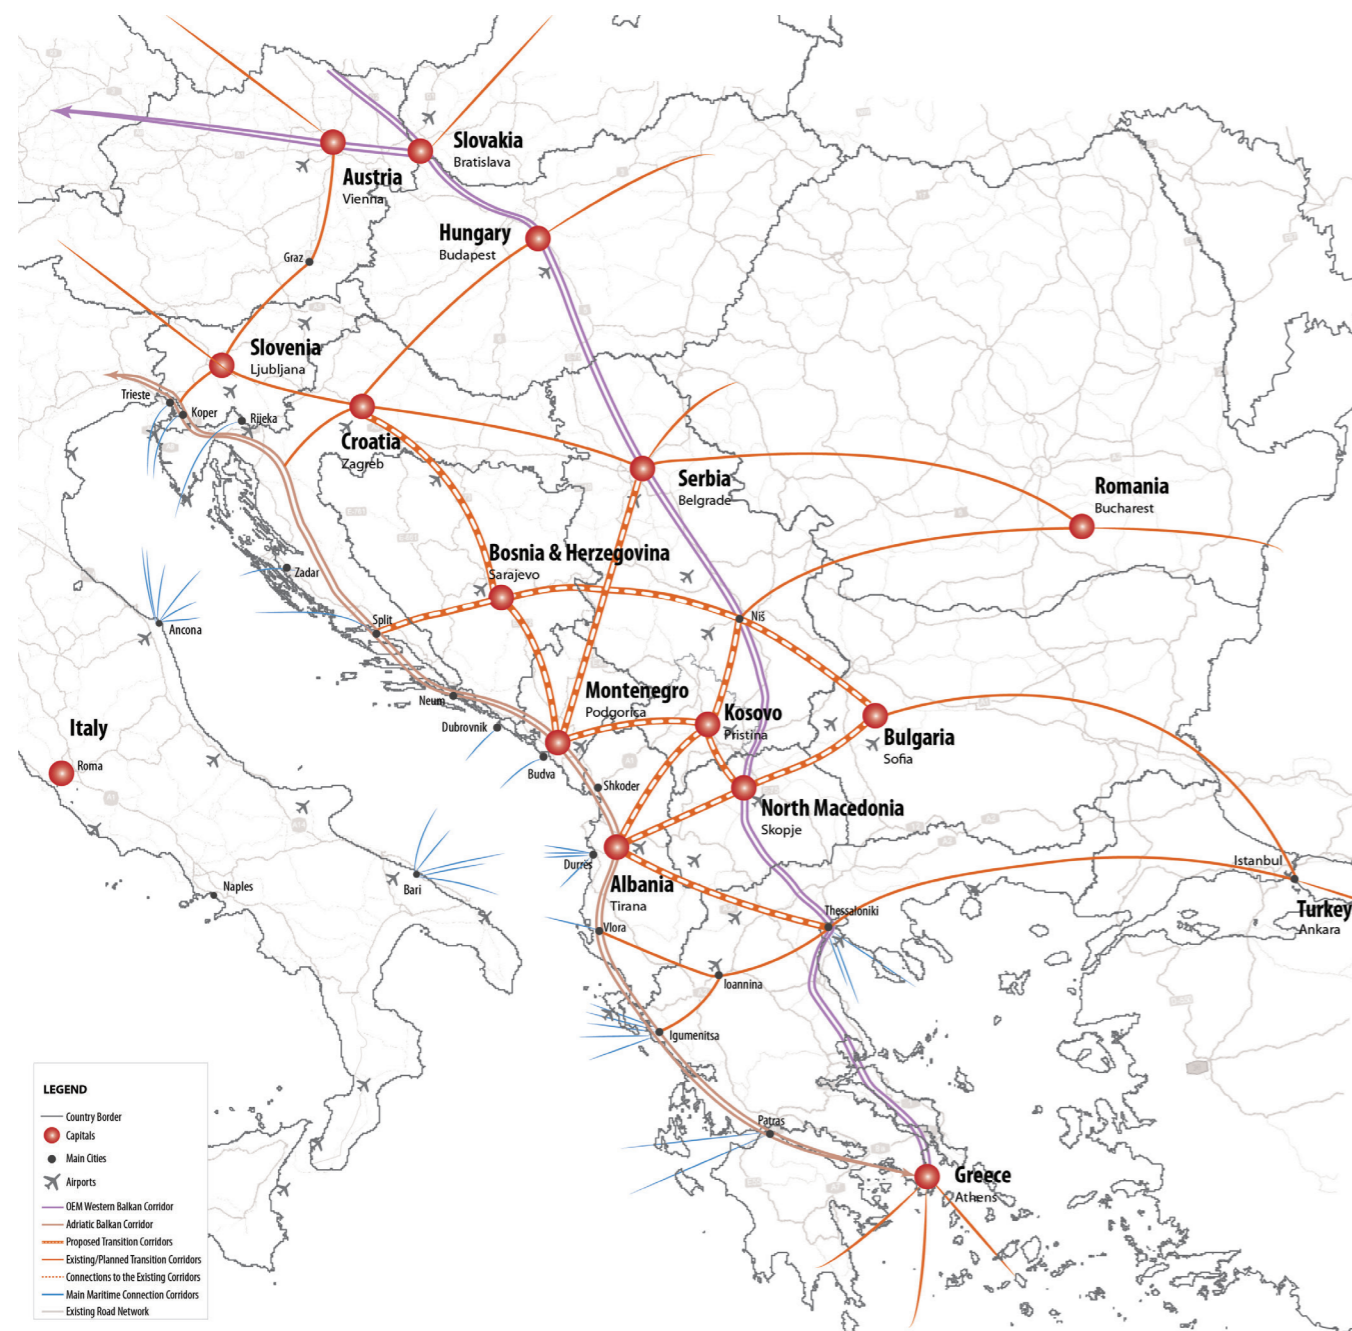 Slovakia
Bratislava
Austria
Vienna
Hungary
Budapest
Graz
Slovenia
Ljubljana
Trieste
Koper
Rijeka
Croatia
Zagreb
Serbia
Belgrade
Romania
Bucharest
Bosnia & Herzegovina
Sarajevo
Zadar
Split
Niš
Ancona
Neum
Montenegro
Podgorica
Kosovo
Pristina
Dubrovnik
Bulgaria
Sofia
Italy
Roma
Budva
Shkoder
North Macedonia
Skopje
Durrës
Albania
Tirana
Istanbul
Turkey
Ankara
Naples
Bari
Thessaloniki
Vlora
Ioannina
Igumenitsa
Patras
Greece
Athens
LEGEND
Country Border
Capitals
Main Cities
Airports
OEM Western Balkan Corridor
Adriatic Balkan Corridor
Proposed Transition Corridors
Existing/Planned Transition Corridors
Connections to the Existing Corridors
Main Maritime Connection Corridors
Existing Road Network